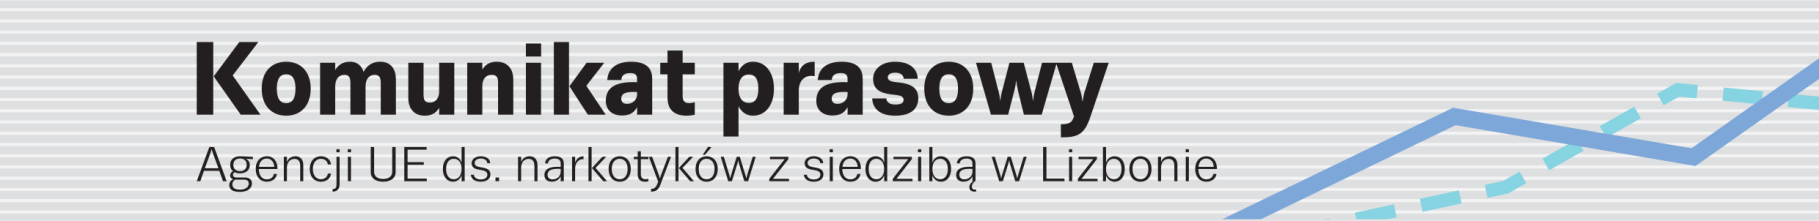 Komunikat prasowy
Agencji UE ds. narkotyków z siedzibą w Lizbonie